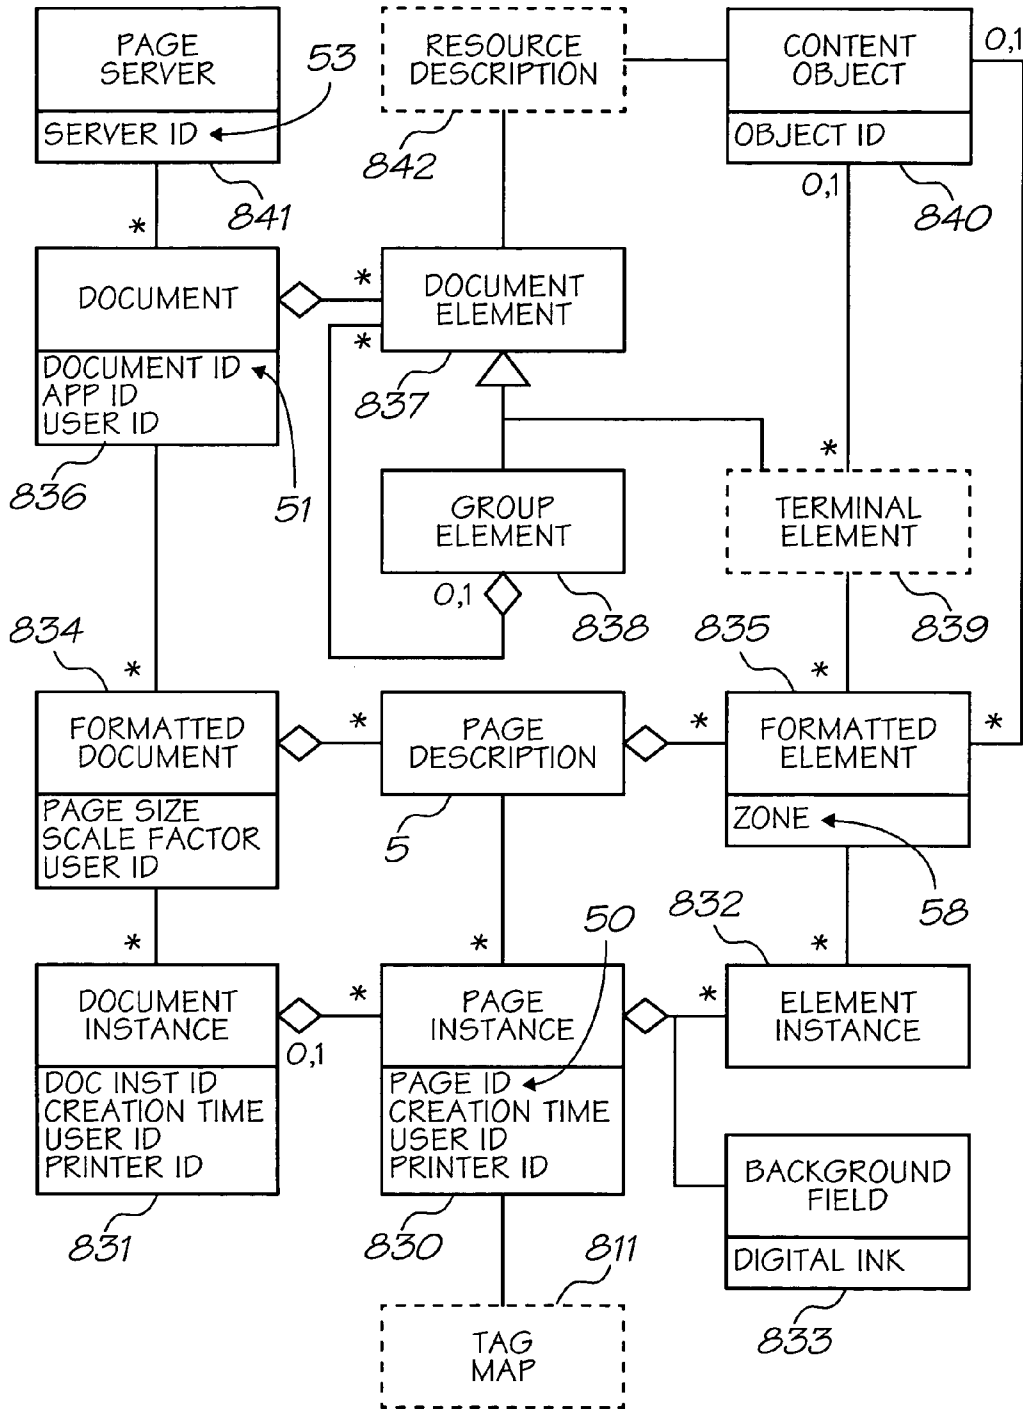 PAGE
SERVER
SERVER ID
53
841
*
RESOURCE
DESCRIPTION
842
CONTENT
OBJECT
OBJECT ID
0,1
0,1
840
DOCUMENT
DOCUMENT ID
APP ID
USER ID
836
51
*
*
DOCUMENT
ELEMENT
837
GROUP
ELEMENT
0,1
838
*
TERMINAL
ELEMENT
839
834
*
FORMATTED
DOCUMENT
PAGE SIZE
SCALE FACTOR
USER ID
*
PAGE
DESCRIPTION
5
835
*
*
FORMATTED
ELEMENT
*
ZONE
58
*
DOCUMENT
INSTANCE
0,1
DOC INST ID
CREATION TIME
USER ID
PRINTER ID
831
*
*
50
PAGE
INSTANCE
PAGE ID
CREATION TIME
USER ID
PRINTER ID
830
832
*
*
ELEMENT
INSTANCE
BACKGROUND
FIELD
DIGITAL INK
833
811
TAG
MAP